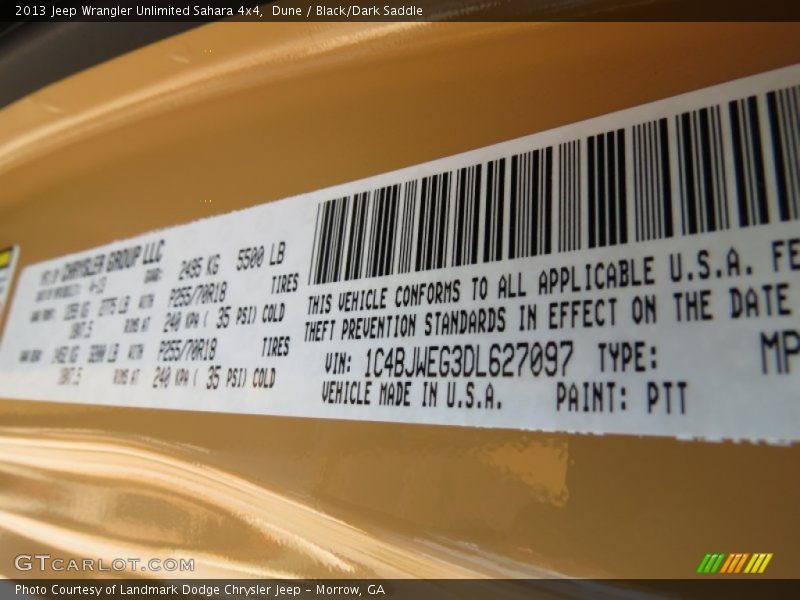 2013 Jeep Wrangler Unlimited Sahara 4x4, Dune / Black/Dark Saddle
CHRYSLER GROUP LLC
2495 KG 5500 LB
P255/70R18 TIRES
240 KPA ( 35 PSI) COLD
P255/70R18 TIRES
240 KPA ( 35 PSI) COLD
THIS VEHICLE CONFORMS TO ALL APPLICABLE U.S.A. FE
THEFT PREVENTION STANDARDS IN EFFECT ON THE DATE
VIN: 1C4BJWEG3DL627097 TYPE: MP
VEHICLE MADE IN U.S.A. PAINT: PTT
GTCARLOT.COM
Photo Courtesy of Landmark Dodge Chrysler Jeep - Morrow, GA